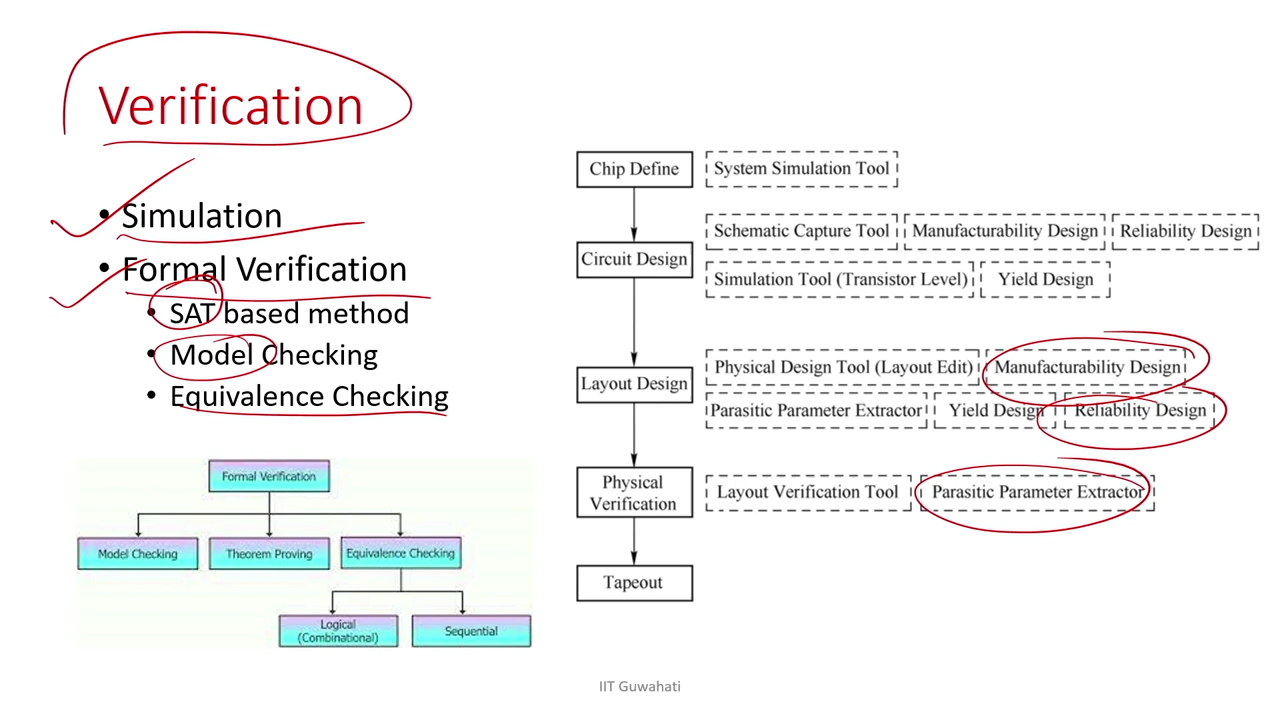 Verification
• Simulation
• Formal Verification
• SAT based method
• Model Checking
• Equivalence Checking
Formal Verification
Model Checking
Theorem Proving
Equivalence Checking
Logical
(Combinational)
Sequential
Chip Define
System Simulation Tool
Circuit Design
Schematic Capture Tool
Manufacturability Design
Reliability Design
Simulation Tool (Transistor Level)
Yield Design
Layout Design
Physical Design Tool (Layout Edit)
Manufacturability Design
Parasitic Parameter Extractor
Yield Design
Reliability Design
Physical
Verification
Layout Verification Tool
Parasitic Parameter Extractor
Tapeout
IIT Guwahati